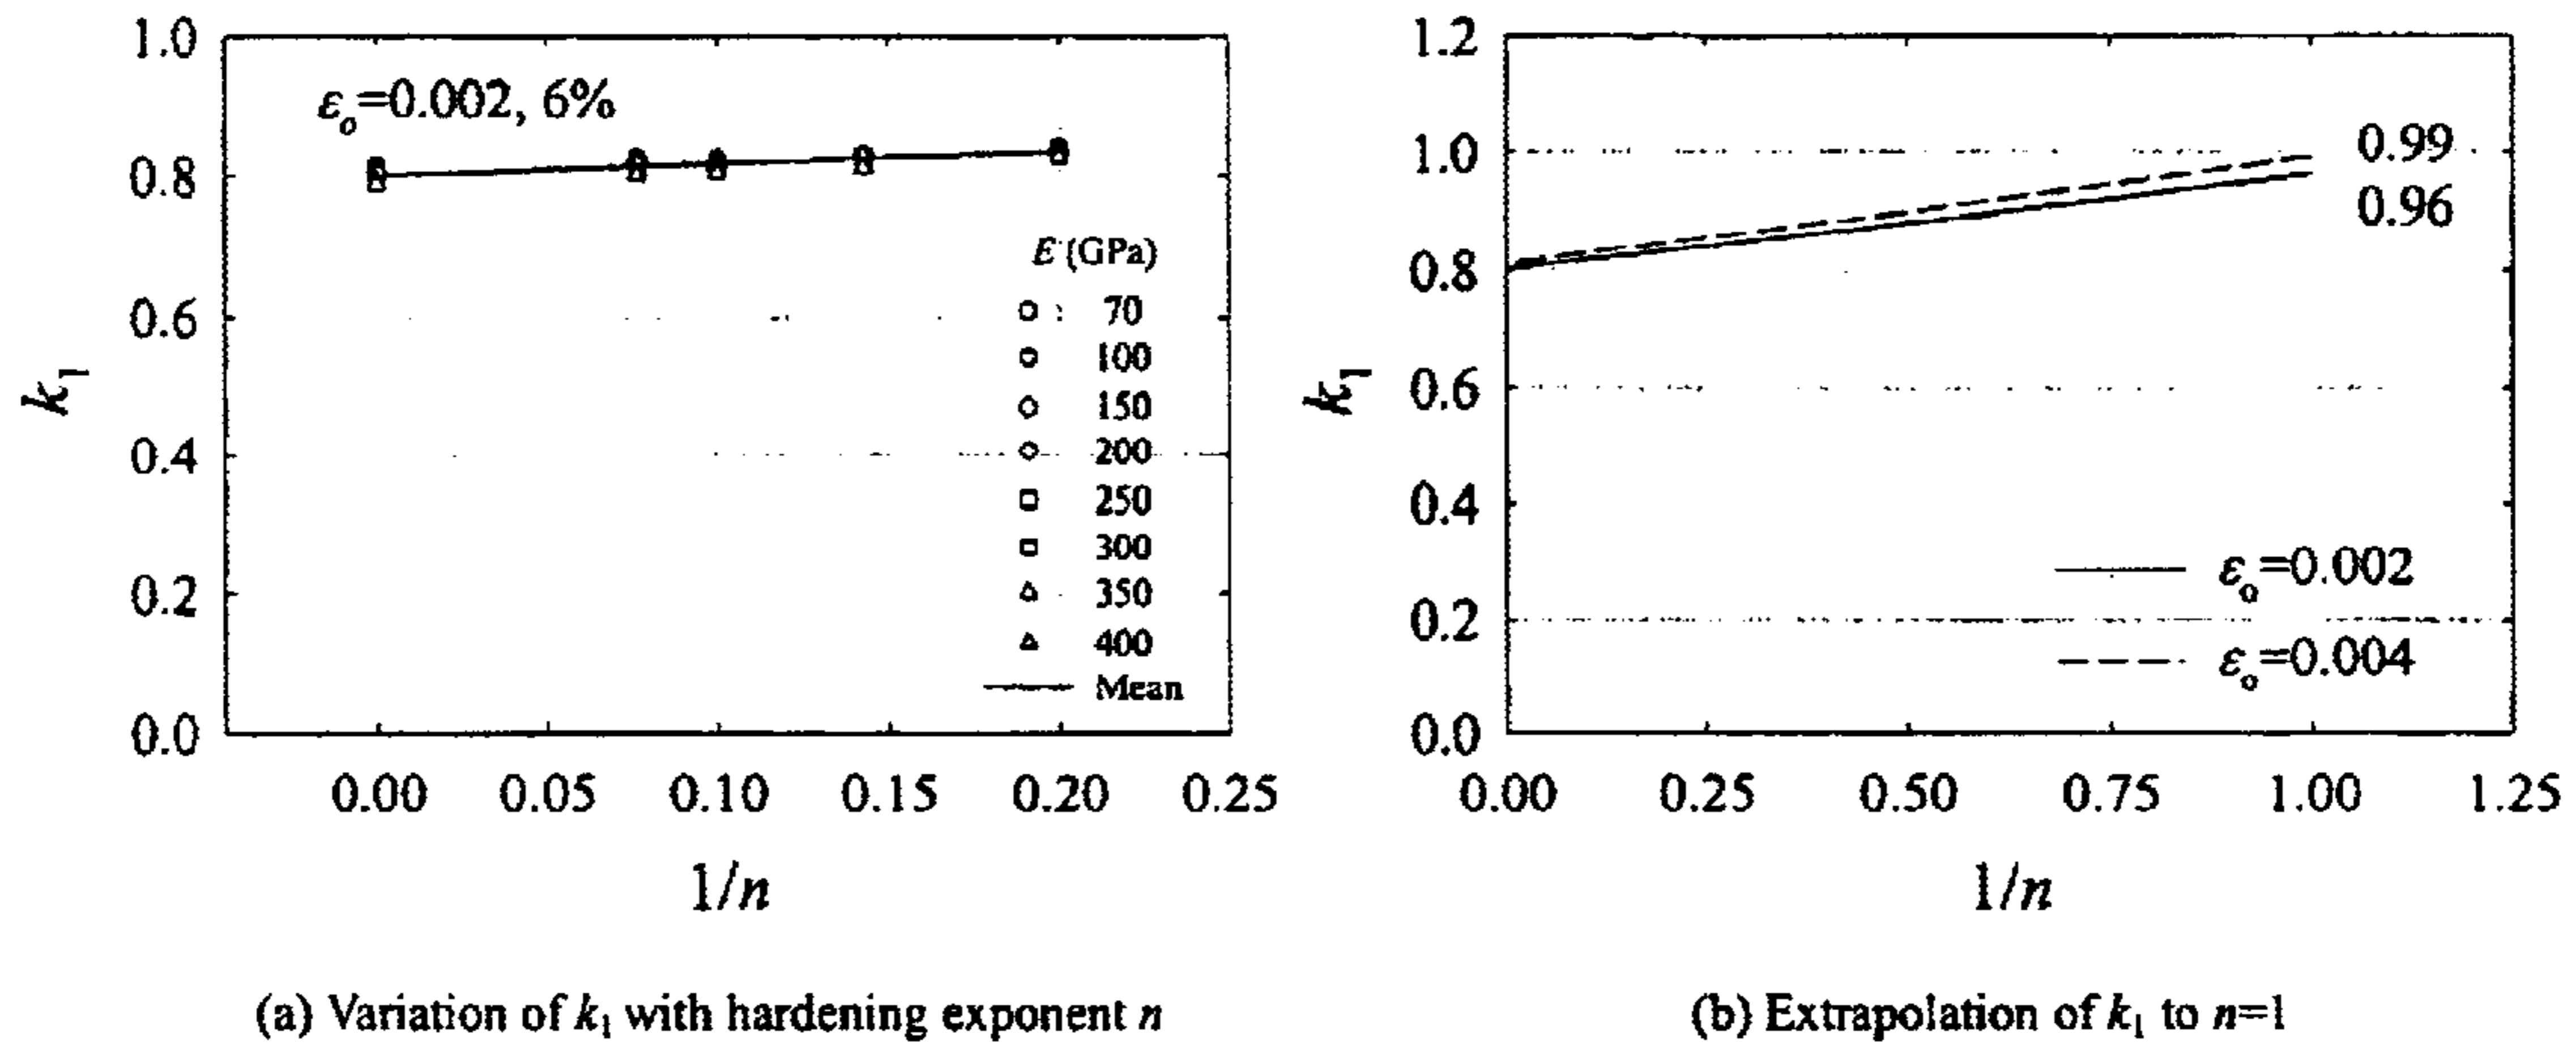 1.0
ε₀=0.002, 6%
0.8
0.6
0.4
0.2
0.0
k₁
E (GPa)
70
100
150
200
250
300
350
400
Mean
0.00 0.05 0.10 0.15 0.20 0.25
1/n
(a) Variation of k₁ with hardening exponent n
1.2
1.0
0.8
0.6
0.4
0.2
0.0
k₁
0.99
0.96
ε₀=0.002
ε₀=0.004
0.00 0.25 0.50 0.75 1.00 1.25
1/n
(b) Extrapolation of k₁ to n=1